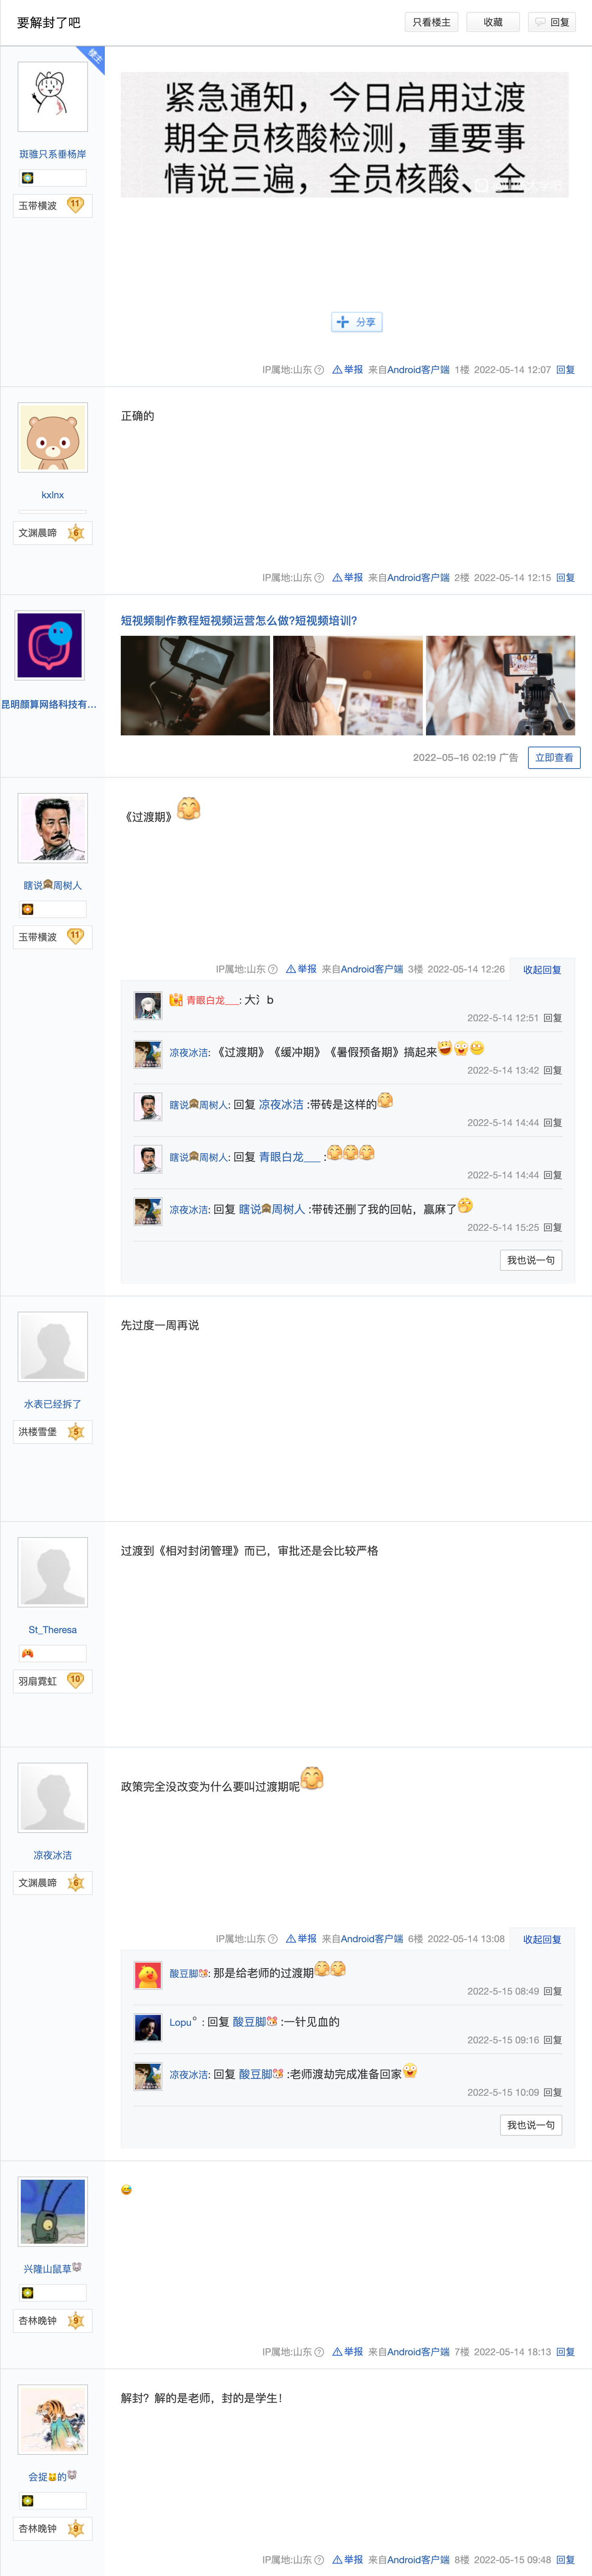 要解封了吧
只看楼主
收藏
回复
楼主
紧急通知，今日启用过渡
期全员核酸检测，重要事
情说三遍，全员核酸、全
斑骓只系垂杨岸
玉带横波 11
分享
IP属地:山东 举报 来自Android客户端 1楼 2022-05-14 12:07 回复
正确的
kxlnx
文渊晨啼 6
IP属地:山东 举报 来自Android客户端 2楼 2022-05-14 12:15 回复
短视频制作教程短视频运营怎么做?短视频培训?
昆明颜算网络科技有...
2022-05-16 02:19 广告 立即查看
《过渡期》
瞎说🙈周树人
玉带横波 11
IP属地:山东 举报 来自Android客户端 3楼 2022-05-14 12:26 收起回复
青眼白龙___: 大氵b
2022-5-14 12:51 回复
凉夜冰洁: 《过渡期》《缓冲期》《暑假预备期》搞起来
2022-5-14 13:42 回复
瞎说🙈周树人: 回复 凉夜冰洁 :带砖是这样的
2022-5-14 14:44 回复
瞎说🙈周树人: 回复 青眼白龙___ :
2022-5-14 14:44 回复
凉夜冰洁: 回复 瞎说🙈周树人 :带砖还删了我的回帖，赢麻了
2022-5-14 15:25 回复
我也说一句
先过度一周再说
水表已经拆了
洪楼雪堡 5
过渡到《相对封闭管理》而已，审批还是会比较严格
St_Theresa
羽扇霓虹 10
政策完全没改变为什么要叫过渡期呢
凉夜冰洁
文渊晨啼 6
IP属地:山东 举报 来自Android客户端 6楼 2022-05-14 13:08 收起回复
酸豆脚: 那是给老师的过渡期
2022-5-15 08:49 回复
Lopu°: 回复 酸豆脚 :一针见血的
2022-5-15 09:16 回复
凉夜冰洁: 回复 酸豆脚 :老师渡劫完成准备回家
2022-5-15 10:09 回复
我也说一句
😅
兴隆山鼠草
杏林晚钟 9
IP属地:山东 举报 来自Android客户端 7楼 2022-05-14 18:13 回复
解封？解的是老师，封的是学生！
会捉🐱的
杏林晚钟 9
IP属地:山东 举报 来自Android客户端 8楼 2022-05-15 09:48 回复